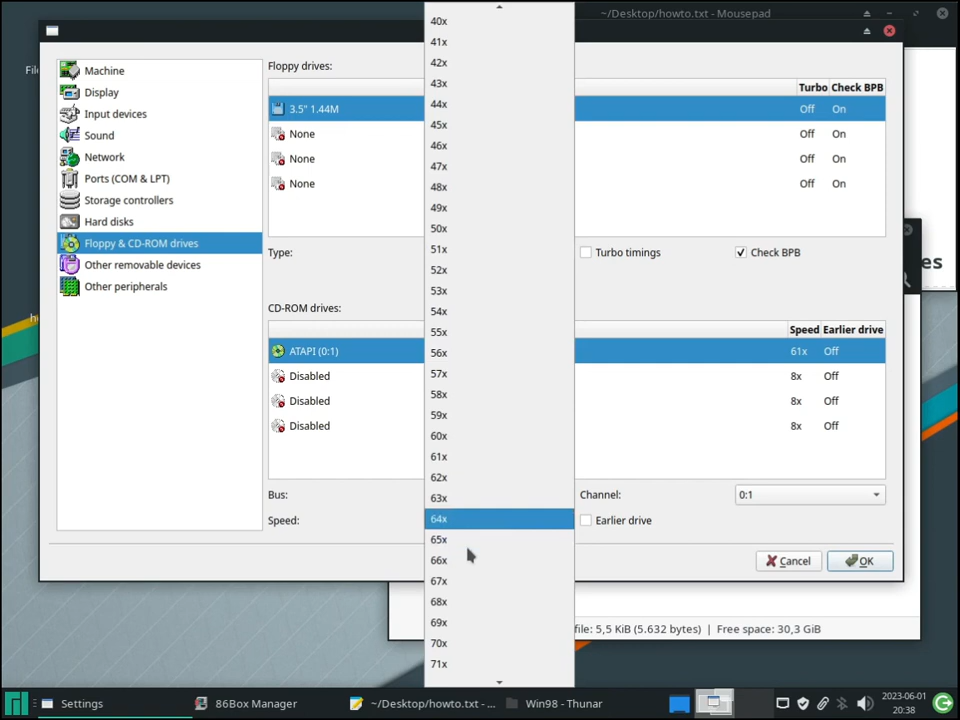 ~/Desktop/howto.txt - Mousepad
File
Machine
Display
Input devices
Sound
Network
Ports (COM & LPT)
Storage controllers
Hard disks
Floppy & CD-ROM drives
Other removable devices
Other peripherals
Floppy drives:
Turbo Check BPB
3.5" 1.44M Off On
None Off On
None Off On
None Off On
Type:
Turbo timings
Check BPB
CD-ROM drives:
Speed Earlier drive
ATAPI (0:1) 61x Off
Disabled 8x Off
Disabled 8x Off
Disabled 8x Off
Bus:
Channel:
0:1
Speed:
Earlier drive
Cancel
OK
40x
41x
42x
43x
44x
45x
46x
47x
48x
49x
50x
51x
52x
53x
54x
55x
56x
57x
58x
59x
60x
61x
62x
63x
64x
65x
66x
67x
68x
69x
70x
71x
es
file: 5,5 KiB (5.632 bytes) | Free space: 30,3 GiB
Settings
86Box Manager
~/Desktop/howto.txt - ...
Win98 - Thunar
2023-06-01
20:38